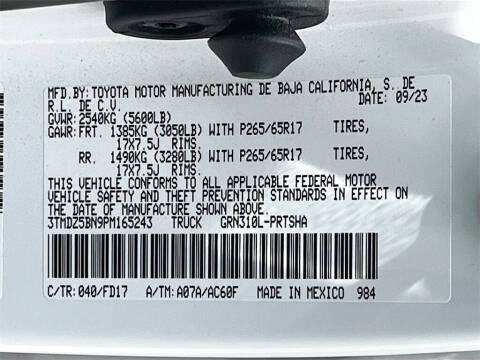 MFD.BY:TOYOTA MOTOR MANUFACTURING DE BAJA CALIFORNIA, S. DE
R.L. DE C.V. DATE: 09/23
GVWR: 2540KG (5600LB)
GAWR:FRT. 1385KG (3050LB) WITH P265/65R17 TIRES,
17X7.5J RIMS.
RR. 1490KG (3280LB) WITH P265/65R17 TIRES,
17X7.5J RIMS.
THIS VEHICLE CONFORMS TO ALL APPLICABLE FEDERAL MOTOR
VEHICLE SAFETY AND THEFT PREVENTION STANDARDS IN EFFECT ON
THE DATE OF MANUFACTURE SHOWN ABOVE.
3TMDZ5BN9PM165243 TRUCK GRN310L-PRTSHA
C/TR: 040/FD17 A/TM: A07A/AC60F MADE IN MEXICO 984